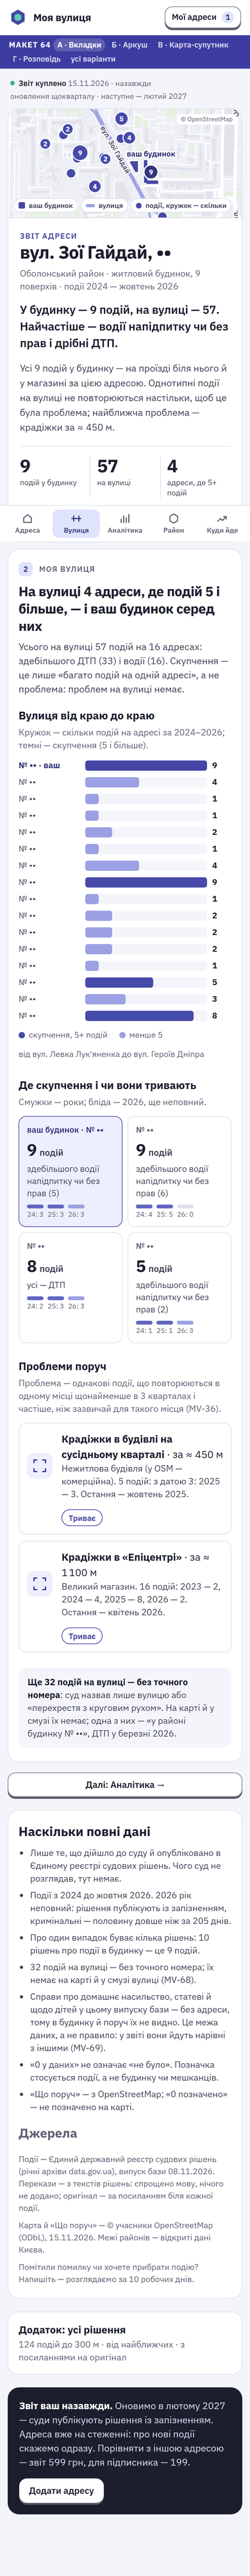 Моя вулиця
Мої адреси 1
МАКЕТ 64 А · Вкладки Б · Аркуш В · Карта-супутник
Г · Розповідь усі варіанти
Звіт куплено 15.11.2026 · назавжди
оновлення щокварталу · наступне — лютий 2027
© OpenStreetMap
5
2
4
2
9
2
ваш будинок
9
4
вул. Зої Гайдай
ваш будинок вулиця події, кружок — скільки
ЗВІТ АДРЕСИ
вул. Зої Гайдай, ••
Оболонський район · житловий будинок, 9
поверхів · події 2024 — жовтень 2026
У будинку — 9 подій, на вулиці — 57.
Найчастіше — водії напідпитку чи без
прав і дрібні ДТП.
Усі 9 подій у будинку — на проїзді біля нього й
у магазині за цією адресою. Однотипні події
на вулиці не повторюються настільки, щоб це
була проблема; найближча проблема —
крадіжки за ≈ 450 м.
9
подій у будинку
57
на вулиці
4
адреси, де 5+
подій
Адреса Вулиця Аналітика Район Куди йде
2 МОЯ ВУЛИЦЯ
На вулиці 4 адреси, де подій 5 і
більше, — і ваш будинок серед
них
Усього на вулиці 57 подій на 16 адресах:
здебільшого ДТП (33) і водії (16). Скупчення —
це лише «багато подій на одній адресі», а не
проблема: проблем на вулиці немає.
Вулиця від краю до краю
Кружок — скільки подій на адресі за 2024–2026;
темні — скупчення (5 і більше).
№ •• · ваш 9
№ •• 4
№ •• 1
№ •• 1
№ •• 2
№ •• 1
№ •• 4
№ •• 9
№ •• 1
№ •• 2
№ •• 2
№ •• 2
№ •• 1
№ •• 5
№ •• 3
№ •• 8
скупчення, 5+ подій менше 5
від вул. Левка Лук’яненка до вул. Героїв Дніпра
Де скупчення і чи вони тривають
Смужки — роки; бліда — 2026, ще неповний.
ваш будинок · № ••
9 подій
здебільшого водії
напідпитку чи без
прав (5)
24: 3 25: 3 26: 3
№ ••
9 подій
здебільшого водії
напідпитку чи без
прав (6)
24: 4 25: 5 26: 0
№ ••
8 подій
усі — ДТП
24: 2 25: 3 26: 3
№ ••
5 подій
здебільшого водії
напідпитку чи без
прав (2)
24: 1 25: 1 26: 3
Проблеми поруч
Проблема — однакові події, що повторюються в
одному місці щонайменше в 3 кварталах і
частіше, ніж зазвичай для такого місця (MV-36).
Крадіжки в будівлі на
сусідньому кварталі · за ≈ 450 м
Нежитлова будівля (у OSM —
комерційна). 5 подій: з датою 3: 2025
— 3. Остання — жовтень 2025.
Триває
Крадіжки в «Епіцентрі» · за ≈
1 100 м
Великий магазин. 16 подій: 2023 — 2,
2024 — 4, 2025 — 8, 2026 — 2.
Остання — квітень 2026.
Триває
Ще 32 події на вулиці — без точного
номера: суд назвав лише вулицю або
«перехрестя з круговим рухом». На карті й у
смузі їх немає; одна з них — «у районі
будинку № ••», ДТП у березні 2026.
Далі: Аналітика →
Наскільки повні дані
• Лише те, що дійшло до суду й опубліковано в
Єдиному реєстрі судових рішень. Чого суд не
розглядав, тут немає.
• Події з 2024 до жовтня 2026. 2026 рік
неповний: рішення публікують із запізненням,
кримінальні — половину довше ніж за 205 днів.
• Про один випадок буває кілька рішень: 10
рішень про події в будинку — це 9 подій.
• 32 події на вулиці — без точного номера; їх
немає на карті й у смузі вулиці (MV-68).
• Справи про домашнє насильство, статеві й
щодо дітей у цьому випуску бази — без адреси,
тому в будинку й поруч їх не видно. Це межа
даних, а не правило: у звіті вони йдуть нарівні
з іншими (MV-69).
• «0 у даних» не означає «не було». Позначка
стосується подій, а не будинку чи мешканців.
• «Що поруч» — з OpenStreetMap; «0 позначено»
— не позначено на карті.
Джерела
Події — Єдиний державний реєстр судових рішень
(річні архіви data.gov.ua), випуск бази 08.11.2026.
Перекази — з текстів рішень: спрощено мову, нічого
не додано; оригінал — за посиланням біля кожної
події.
Карта й «Що поруч» — © учасники OpenStreetMap
(ODbL), 15.11.2026. Межі районів — відкриті дані
Києва.
Помітили помилку чи хочете прибрати подію?
Напишіть — розглядаємо за 10 робочих днів.
Додаток: усі рішення
124 події до 300 м · від найближчих · з
посиланнями на оригінал
Звіт ваш назавжди. Оновимо в лютому 2027
— суди публікують рішення із запізненням.
Адреса вже на стеженні: про нові події
скажемо одразу. Порівняти з іншою адресою
— звіт 599 грн, для підписника — 199.
Додати адресу